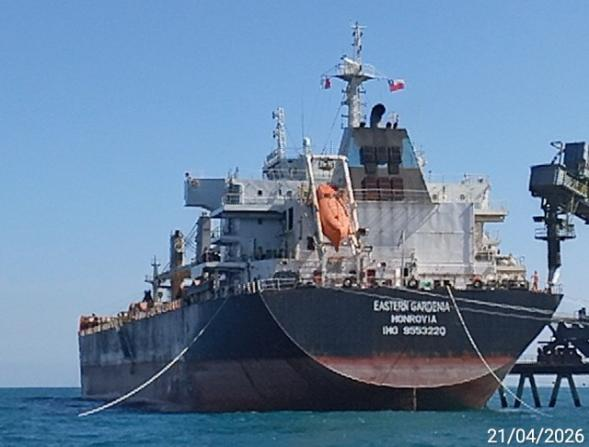 EASTERN GARDENIA
MONROVIA
IMO 9553220
21/04/2026